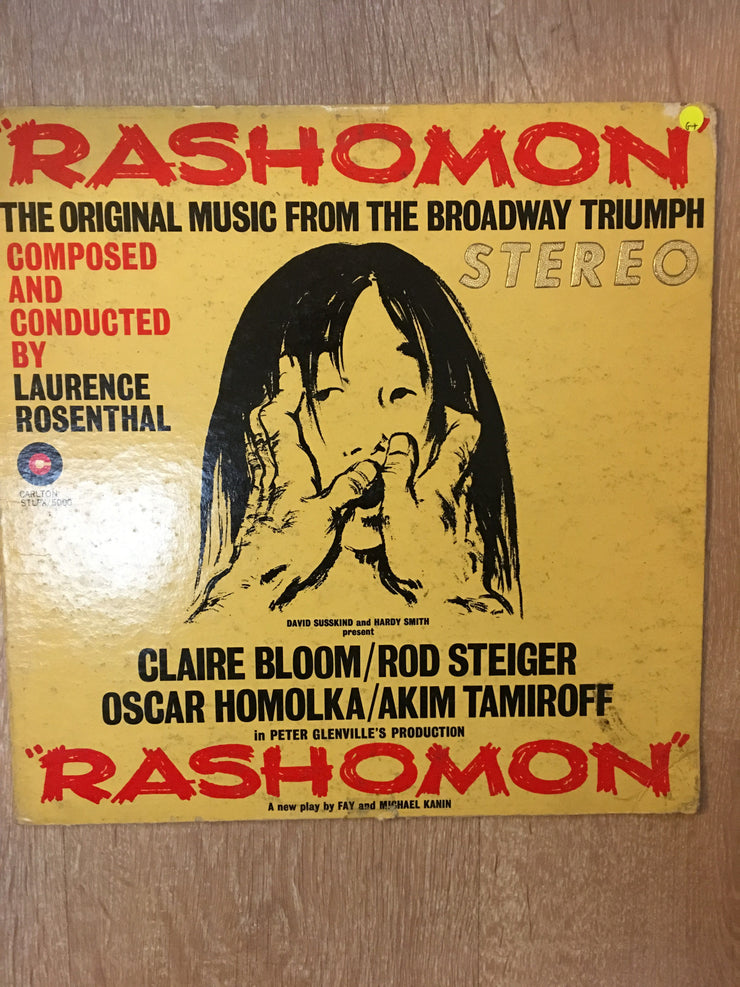 "RASHOMON"
THE ORIGINAL MUSIC FROM THE BROADWAY TRIUMPH
COMPOSED
AND
CONDUCTED
BY
LAURENCE
ROSENTHAL
STEREO
CARLTON
DAVID SUSSKIND and HARDY SMITH
present
CLAIRE BLOOM/ROD STEIGER
OSCAR HOMOLKA/AKIM TAMIROFF
in PETER GLENVILLE'S PRODUCTION
"RASHOMON"
A new play by FAY and MICHAEL KANIN